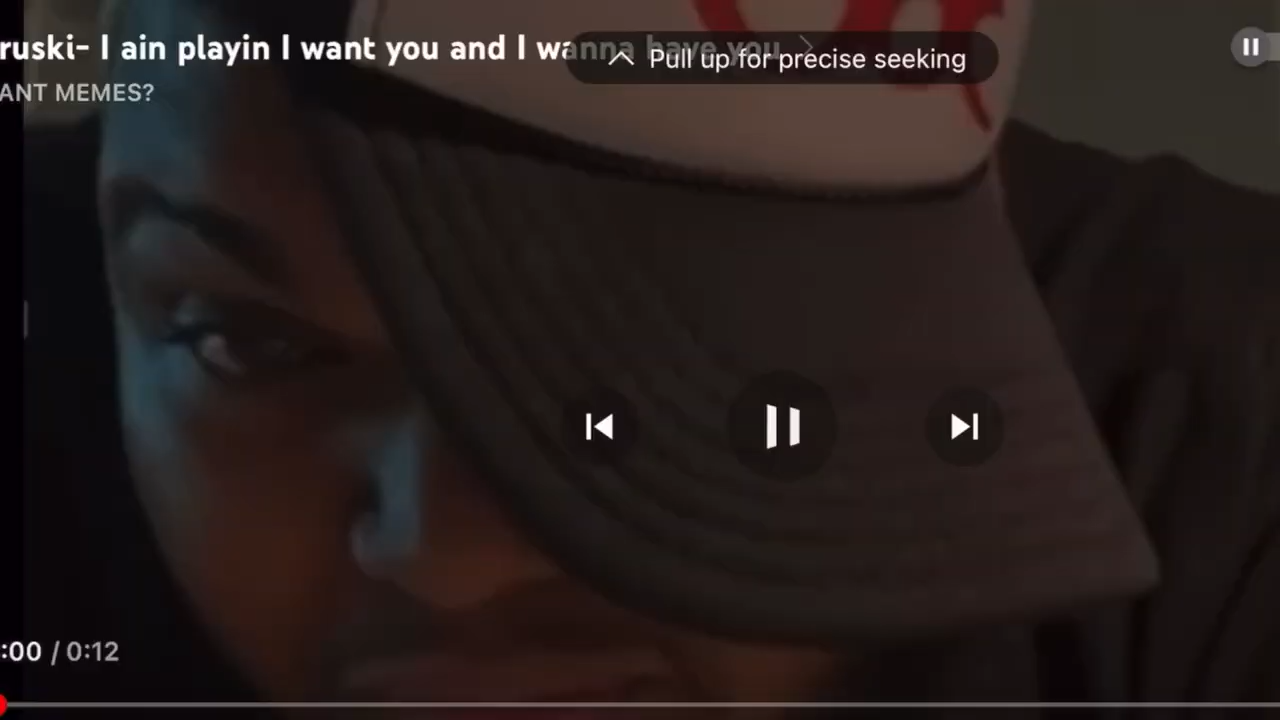 ruski- I ain playin I want you and I wanna have you
Pull up for precise seeking
ANT MEMES?
:00 / 0:12